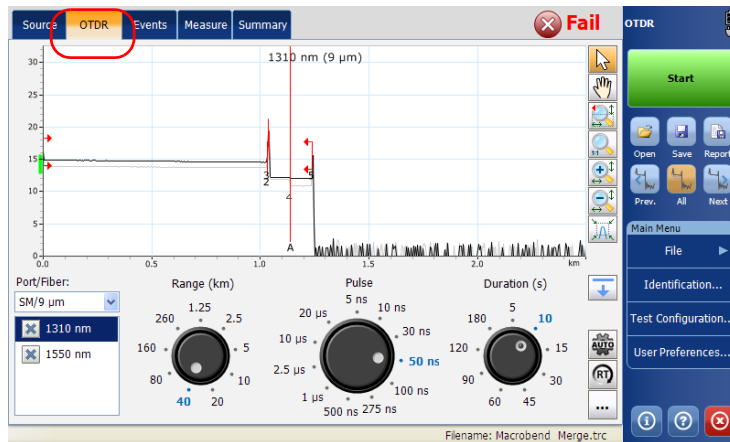 Source OTDR Events Measure Summary Fail OTDR
1310 nm (9 µm)
30
25
20
15
10
5
0
3
2
4
5
A
0.0 0.5 1.0 1.5 2.0 km
Start
Open Save Report
Prev. All Next
Main Menu
File
Identification...
Test Configuration...
User Preferences...
Port/Fiber:
SM/9 µm
1310 nm
1550 nm
Range (km)
1.25
260 2.5
160 5
80 10
40 20
Pulse
5 ns
20 µs 10 ns
10 µs 30 ns
2.5 µs 50 ns
1 µs 100 ns
500 ns 275 ns
Duration (s)
5
180 10
120 15
90 30
60 45
1:1
AUTO
RT
...
Filename: Macrobend Merge.trc